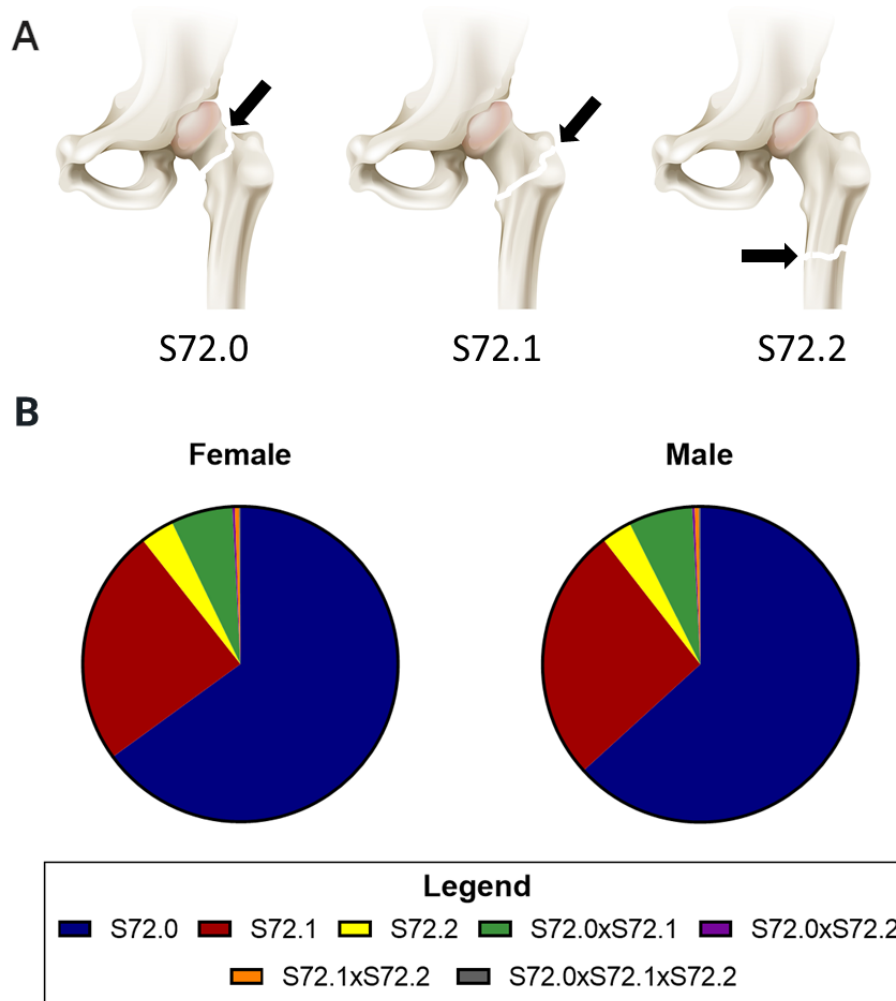 A
S72.0 S72.1 S72.2
B
Female Male
Legend
S72.0 S72.1 S72.2 S72.0xS72.1 S72.0xS72.2
S72.1xS72.2 S72.0xS72.1xS72.2